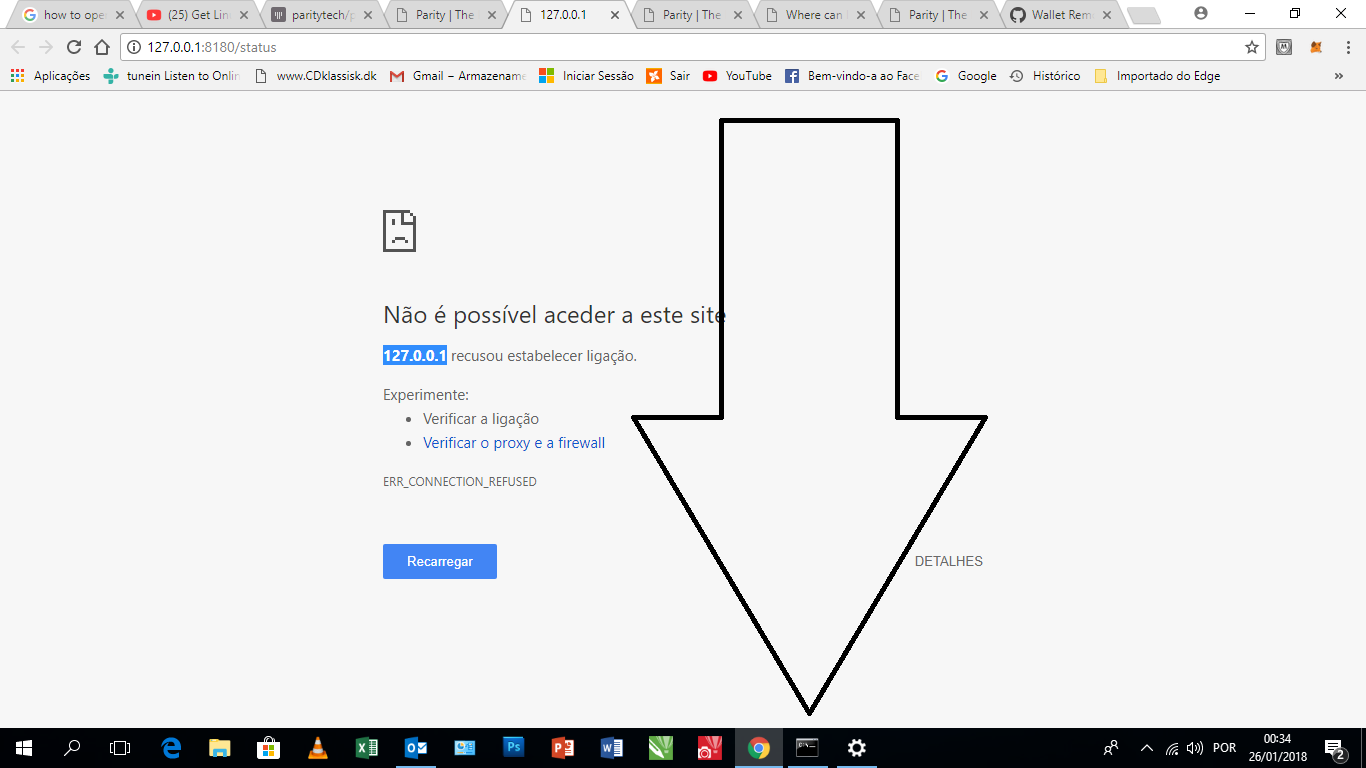 how to ope
(25) Get Lin
paritytech/p
Parity | The
127.0.0.1
Parity | The
Where can
Parity | The
Wallet Rem
127.0.0.1:8180/status
Aplicações
tunein Listen to Onlin
www.CDklassisk.dk
Gmail – Armazename
Iniciar Sessão
Sair
YouTube
Bem-vindo-a ao Face
Google
Histórico
Importado do Edge
»
Não é possível aceder a este site
127.0.0.1 recusou estabelecer ligação.
Experimente:
• Verificar a ligação
• Verificar o proxy e a firewall
ERR_CONNECTION_REFUSED
Recarregar
DETALHES
POR
00:34
26/01/2018
2